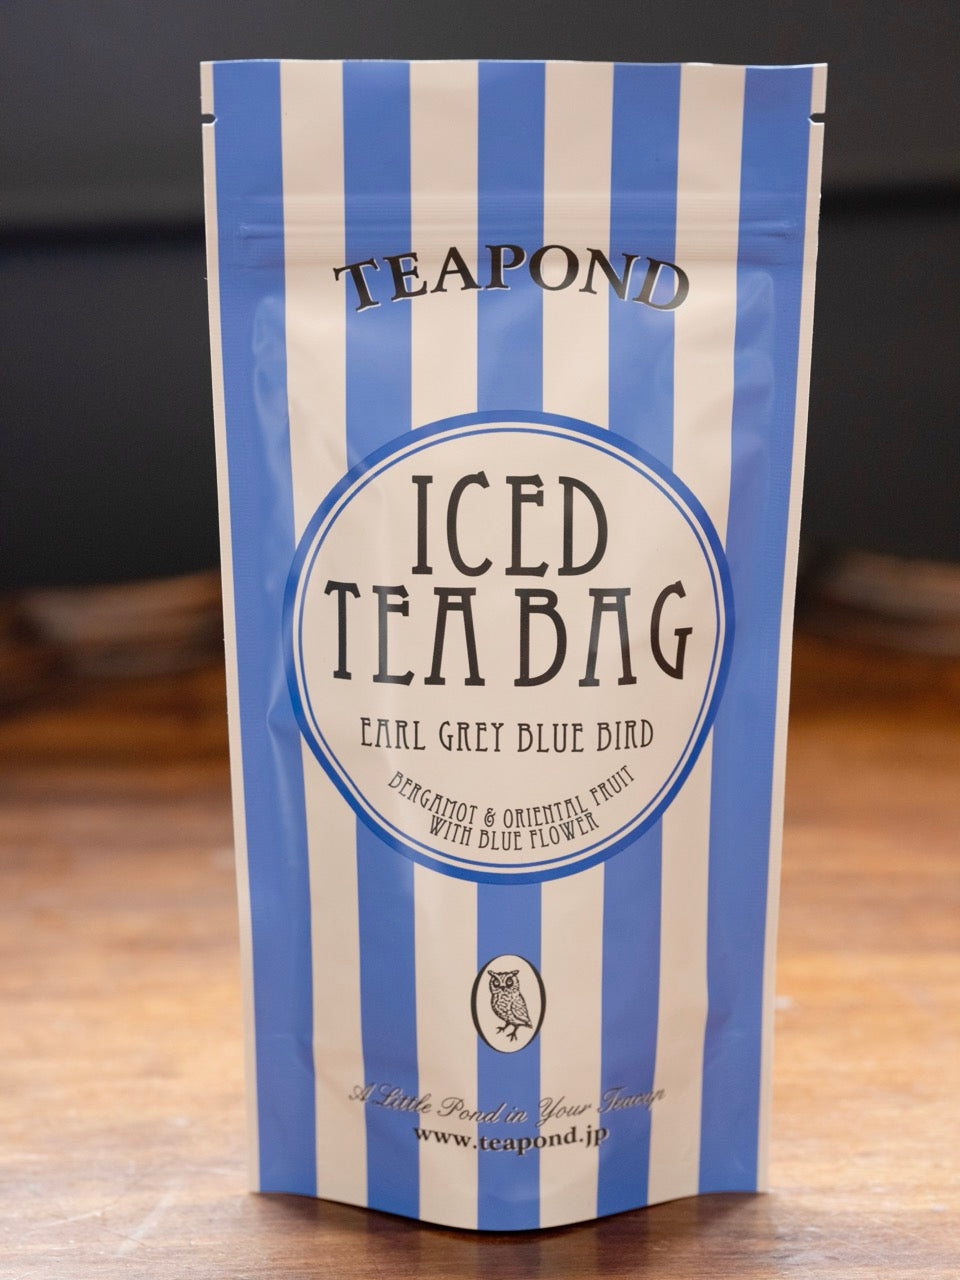 TEAPOND
ICED
TEA BAG
EARL GREY BLUE BIRD
BERGAMOT & ORIENTAL FRUIT
WITH BLUE FLOWER
A Little Pond in Your Teacup
www.teapond.jp